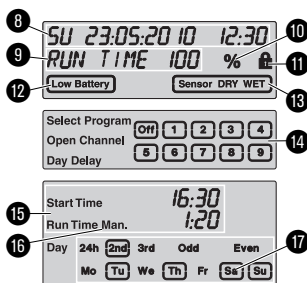 8 SU 23:05:2010 12:30 10
9 RUN TIME 100 % 11
12 Low Battery Sensor DRY WET 13
Select Program Off 1 2 3 4
Open Channel 14
Day Delay 5 6 7 8 9
15 Start Time 16:30
16 Run Time Man. 1:20
Day 24h 2nd 3rd Odd Even 17
Mo Tu We Th Fr Sa Su